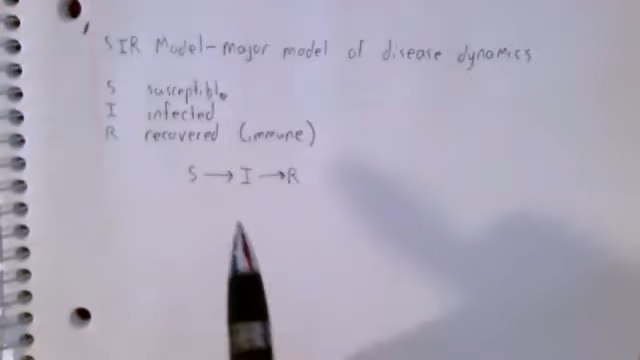 SIR Model - major model of disease dynamics
S susceptible
I infected
R recovered (immune)
S → I → R